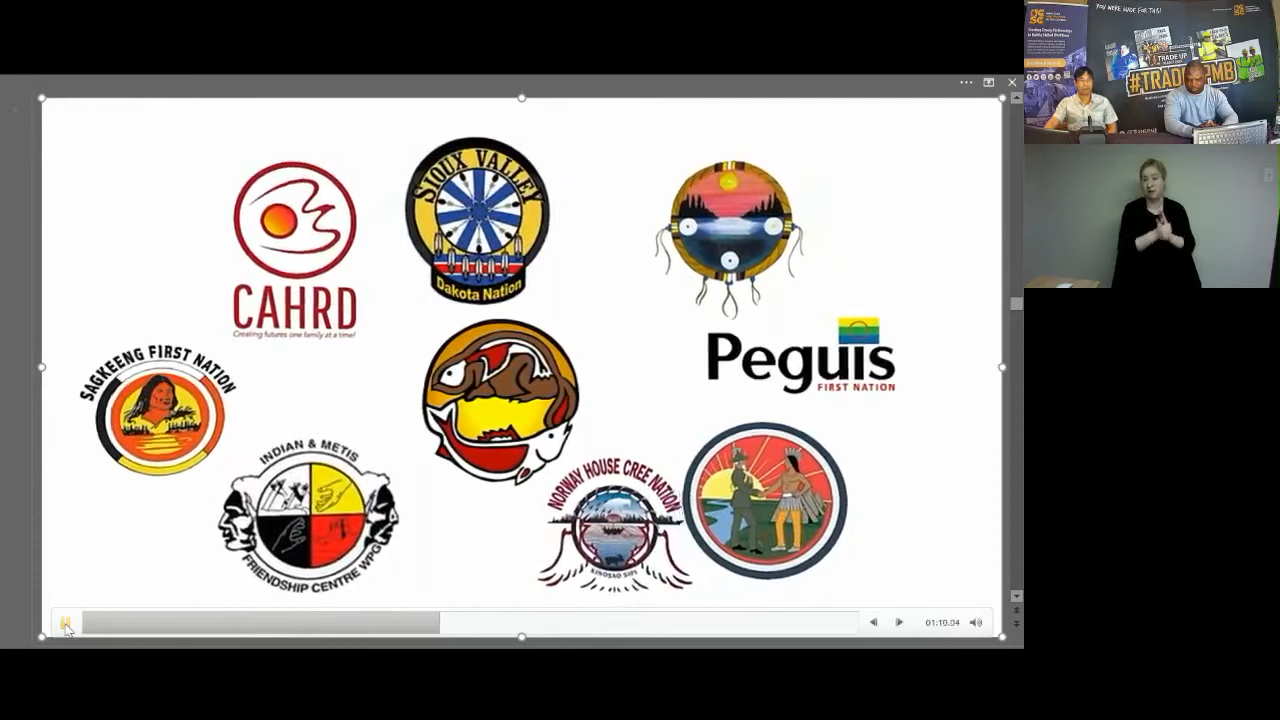 SIOUX VALLEY
Dakota Nation
CAHRD
Creating futures one family at a time!
SAGKEENG FIRST NATION
Peguis
FIRST NATION
INDIAN & METIS
FRIENDSHIP CENTRE WPG
NORWAY HOUSE CREE NATION
KINOSAO SIPI
01:10.04
YOU WERE MADE FOR THIS
TRADE UP